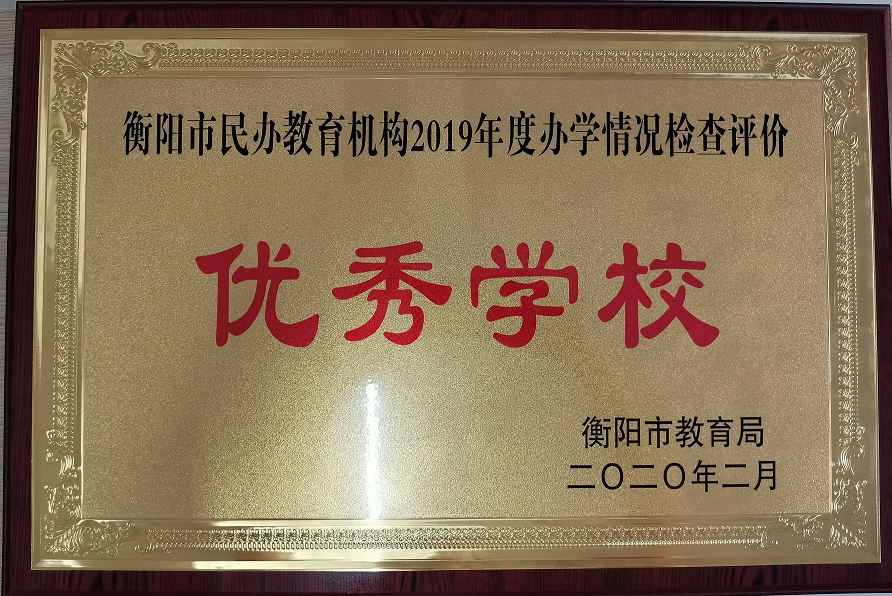 衡阳市民办教育机构2019年度办学情况检查评价
优秀学校
衡阳市教育局
二〇二〇年二月